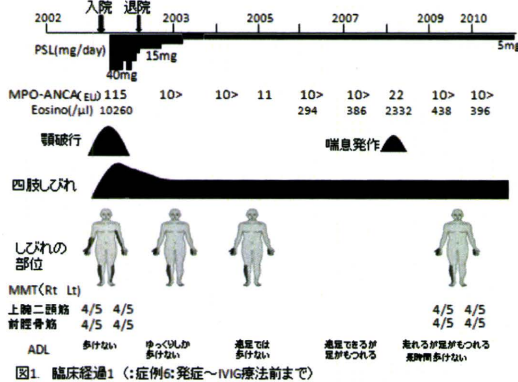 入院 退院
2002 2003 2005 2007 2009 2010
PSL(mg/day)
40mg
15mg
5mg
MPO-ANCA(EU) 115 10> 10> 11 10> 10> 22 10> 10>
Eosino(/μl) 10260 294 386 2332 438 396
顎破行
喘息発作
四肢しびれ
しびれの
部位
MMT(Rt Lt)
上腕二頭筋 4/5 4/5 4/5 4/5
前脛骨筋 4/5 4/5 4/5 4/5
ADL
歩けない
ゆっくりしか
歩けない
遠足では
歩けない
遠足できるが
足がもつれる
走れるが足がもつれる
長時間歩けない
図1. 臨床経過1(:症例6:発症~IVIG療法前まで)